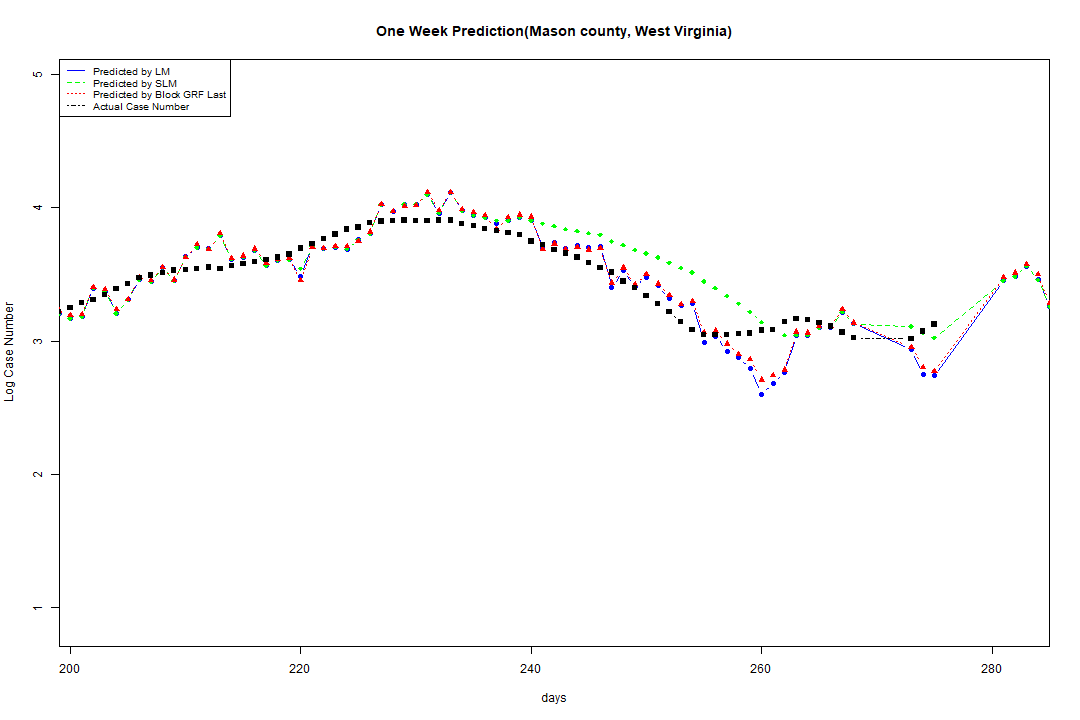 One Week Prediction(Mason county, West Virginia)
Predicted by LM
Predicted by SLM
Predicted by Block GRF Last
Actual Case Number
5
4
3
2
1
Log Case Number
200 220 240 260 280
days